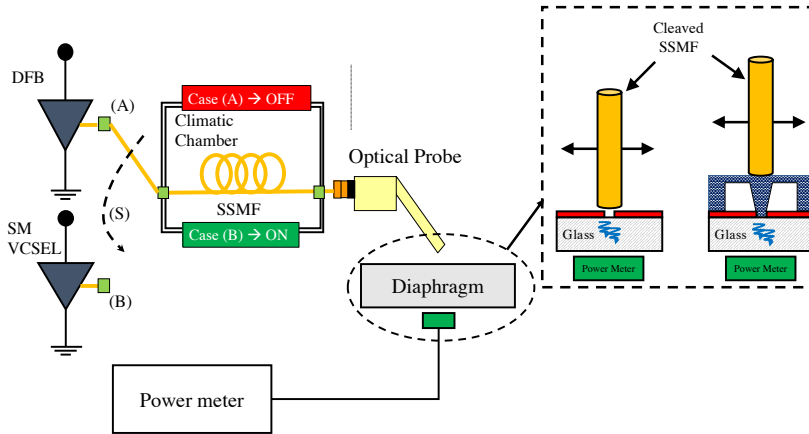 DFB
(A)
Case (A) → OFF
Climatic
Chamber
SSMF
Case (B) → ON
(S)
SM
VCSEL
(B)
Optical Probe
Diaphragm
Power meter
Cleaved
SSMF
Glass
Power Meter
Glass
Power Meter